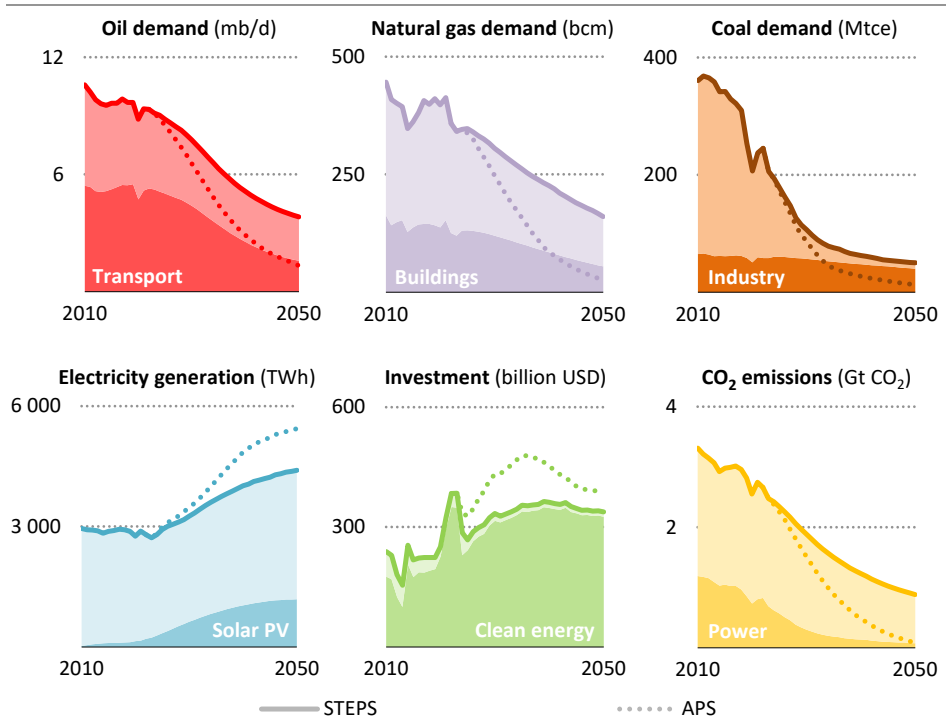 Oil demand (mb/d)
12
6
Transport
2010 2050
Natural gas demand (bcm)
500
250
Buildings
2010 2050
Coal demand (Mtce)
400
200
Industry
2010 2050
Electricity generation (TWh)
6 000
3 000
Solar PV
2010 2050
Investment (billion USD)
600
300
Clean energy
2010 2050
CO₂ emissions (Gt CO₂)
4
2
Power
2010 2050
STEPS APS